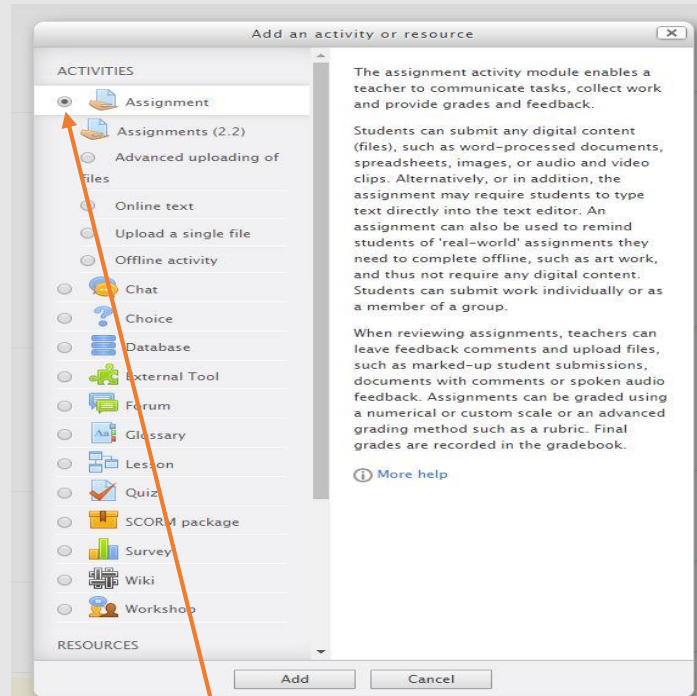 Add an activity or resource
ACTIVITIES
Assignment
Assignments (2.2)
Advanced uploading of
files
Online text
Upload a single file
Offline activity
Chat
Choice
Database
External Tool
Forum
Glossary
Lesson
Quiz
SCORM package
Survey
Wiki
Workshop
RESOURCES
The assignment activity module enables a
teacher to communicate tasks, collect work
and provide grades and feedback.
Students can submit any digital content
(files), such as word-processed documents,
spreadsheets, images, or audio and video
clips. Alternatively, or in addition, the
assignment may require students to type
text directly into the text editor. An
assignment can also be used to remind
students of 'real-world' assignments they
need to complete offline, such as art work,
and thus not require any digital content.
Students can submit work individually or as
a member of a group.
When reviewing assignments, teachers can
leave feedback comments and upload files,
such as marked-up student submissions,
documents with comments or spoken audio
feedback. Assignments can be graded using
a numerical or custom scale or an advanced
grading method such as a rubric. Final
grades are recorded in the gradebook.
More help
Add
Cancel